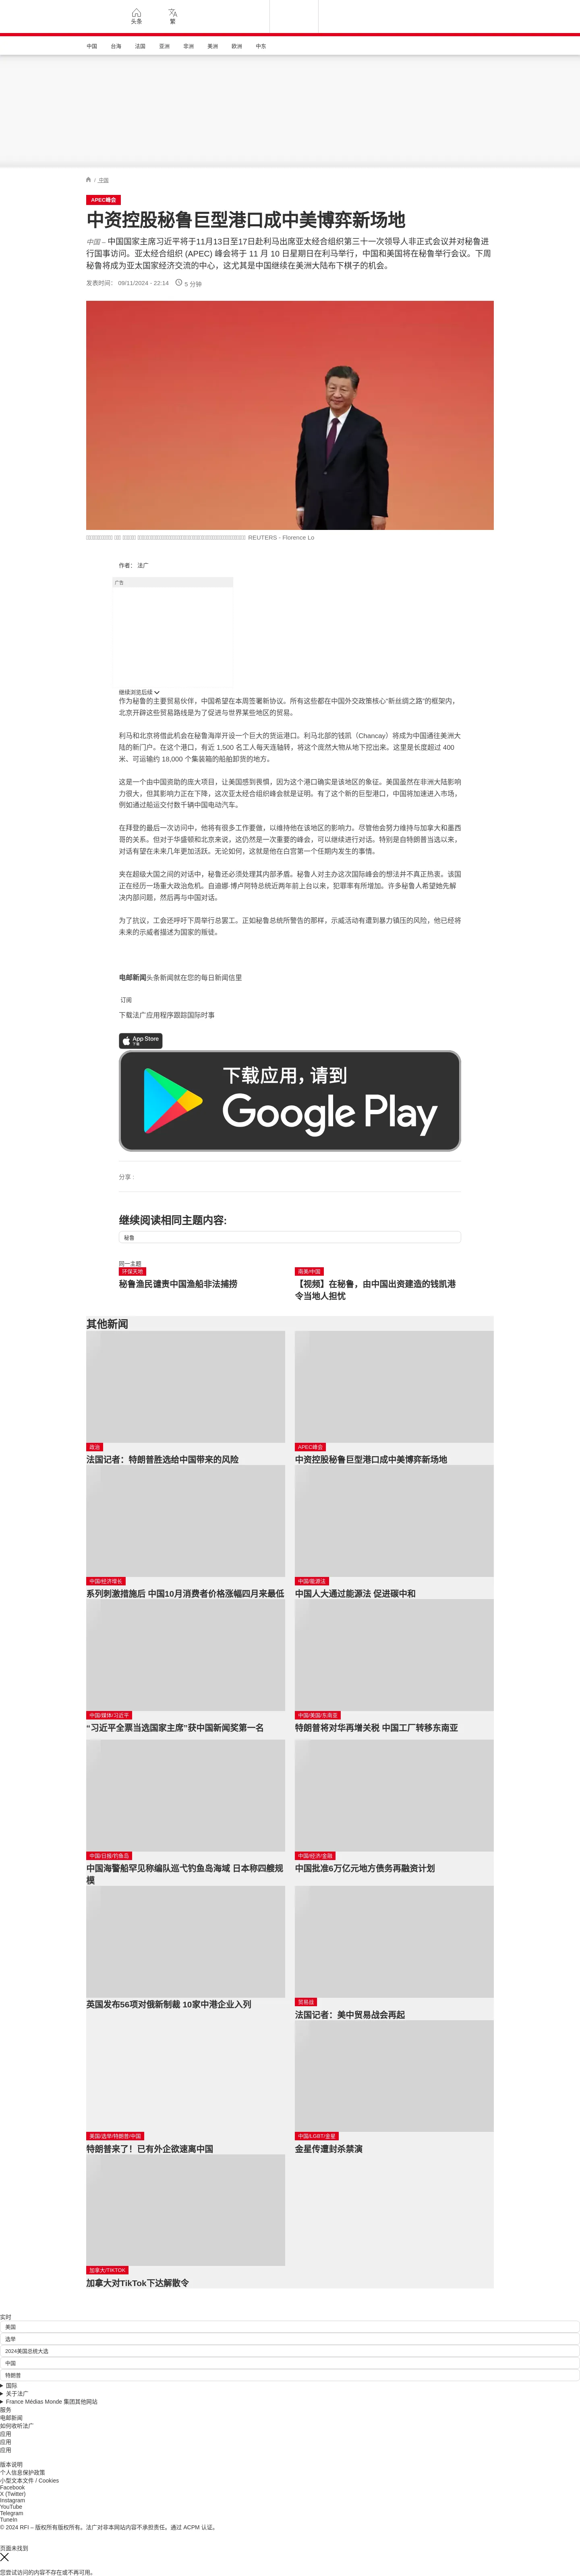 头条
繁
中国 台海 法国 亚洲 非洲 美洲 欧洲 中东
/ 中国
APEC峰会
中资控股秘鲁巨型港口成中美博弈新场地
中国 – 中国国家主席习近平将于11月13日至17日赴利马出席亚太经合组织第三十一次领导人非正式会议并对秘鲁进
行国事访问。亚太经合组织 (APEC) 峰会将于 11 月 10 日星期日在利马举行，中国和美国将在秘鲁举行会议。下周
秘鲁将成为亚太国家经济交流的中心，这尤其是中国继续在美洲大陆布下棋子的机会。
发表时间： 09/11/2024 - 22:14 5 分钟
REUTERS - Florence Lo
作者： 法广
广告
继续浏览后续
作为秘鲁的主要贸易伙伴，中国希望在本周签署新协议。所有这些都在中国外交政策核心“新丝绸之路”的框架内，
北京开辟这些贸易路线是为了促进与世界某些地区的贸易。
利马和北京将借此机会在秘鲁海岸开设一个巨大的货运港口。利马北部的钱凯（Chancay）将成为中国通往美洲大
陆的新门户。在这个港口，有近 1,500 名工人每天连轴转，将这个庞然大物从地下挖出来。这里是长度超过 400
米、可运输约 18,000 个集装箱的船舶卸货的地方。
这是一个由中国资助的庞大项目，让美国感到畏惧，因为这个港口确实是该地区的象征。美国虽然在非洲大陆影响
力很大，但其影响力正在下降，这次亚太经合组织峰会就是证明。有了这个新的巨型港口，中国将加速进入市场，
例如通过船运交付数千辆中国电动汽车。
在拜登的最后一次访问中，他将有很多工作要做，以维持他在该地区的影响力。尽管他会努力维持与加拿大和墨西
哥的关系。但对于华盛顿和北京来说，这仍然是一次重要的峰会，可以继续进行对话。特别是自特朗普当选以来，
对话有望在未来几年更加活跃。无论如何，这就是他在白宫第一个任期内发生的事情。
夹在超级大国之间的对话中，秘鲁还必须处理其内部矛盾。秘鲁人对主办这次国际峰会的想法并不真正热衷。该国
正在经历一场重大政治危机。自迪娜·博卢阿特总统近两年前上台以来，犯罪率有所增加。许多秘鲁人希望她先解
决内部问题，然后再与中国对话。
为了抗议，工会还呼吁下周举行总罢工。正如秘鲁总统所警告的那样，示威活动有遭到暴力镇压的风险，他已经将
未来的示威者描述为国家的叛徒。
电邮新闻头条新闻就在您的每日新闻信里
订阅
下载法广应用程序跟踪国际时事
App Store
下载
下载应用，请到
Google Play
分享 :
继续阅读相同主题内容:
秘鲁
同一主题
环保天地
秘鲁渔民谴责中国渔船非法捕捞
南美/中国
【视频】在秘鲁，由中国出资建造的钱凯港
令当地人担忧
其他新闻
政治
法国记者：特朗普胜选给中国带来的风险
APEC峰会
中资控股秘鲁巨型港口成中美博弈新场地
中国/经济增长
系列刺激措施后 中国10月消费者价格涨幅四月来最低
中国/能源法
中国人大通过能源法 促进碳中和
中国/媒体/习近平
“习近平全票当选国家主席”获中国新闻奖第一名
中国/美国/东南亚
特朗普将对华再增关税 中国工厂转移东南亚
中国/日报/钓鱼岛
中国海警船罕见称编队巡弋钓鱼岛海域 日本称四艘规
模
中国/经济/金融
中国批准6万亿元地方债务再融资计划
英国发布56项对俄新制裁 10家中港企业入列
贸易战
法国记者：美中贸易战会再起
美国/选举/特朗普/中国
特朗普来了！已有外企欲速离中国
中国/LGBT/金星
金星传遭封杀禁演
加拿大/TIKTOK
加拿大对TikTok下达解散令
实时
美国
选举
2024美国总统大选
中国
特朗普
国际
关于法广
France Médias Monde 集团其他网站
服务
电邮新闻
如何收听法广
应用
应用
应用
版本说明
个人信息保护政策
小型文本文件 / Cookies
Facebook
X (Twitter)
Instagram
YouTube
Telegram
TuneIn
© 2024 RFI – 版权所有版权所有。法广对非本网站内容不承担责任。通过 ACPM 认证。
页面未找到
您尝试访问的内容不存在或不再可用。